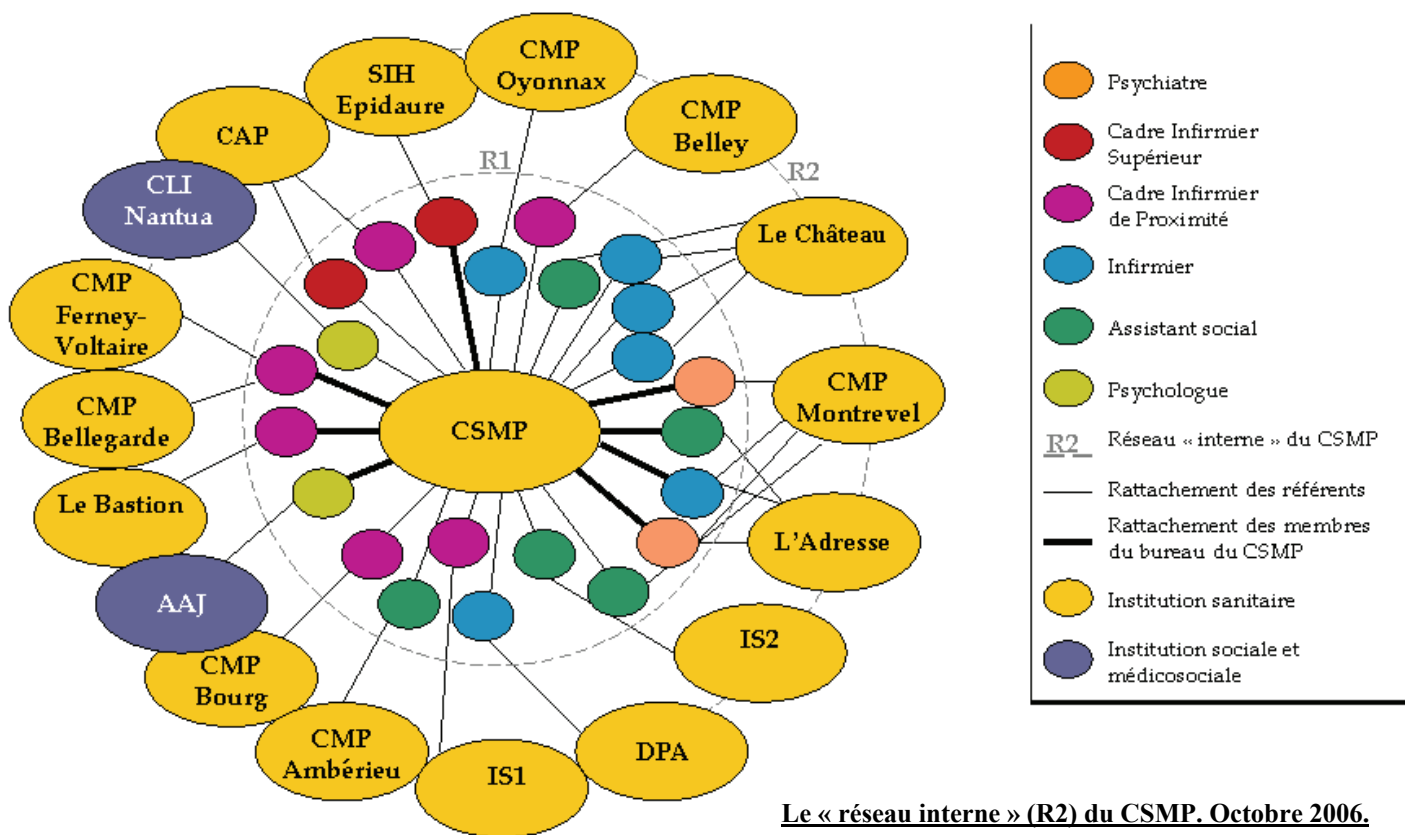 CMP
Oyonnax
SIH
Epidaure
CMP
Belley
CAP
R1
R2
CLI
Nantua
Le Château
CMP
Ferney-
Voltaire
CMP
Montrevel
CMP
Bellegarde
CSMP
Le Bastion
L'Adresse
AAJ
IS2
CMP
Bourg
CMP
Ambérieu
IS1
DPA
Psychiatre
Cadre Infirmier
Supérieur
Cadre Infirmier
de Proximité
Infirmier
Assistant social
Psychologue
R2 Réseau « interne » du CSMP
Rattachement des référents
Rattachement des membres
du bureau du CSMP
Institution sanitaire
Institution sociale et
médicosociale
Le « réseau interne » (R2) du CSMP. Octobre 2006.